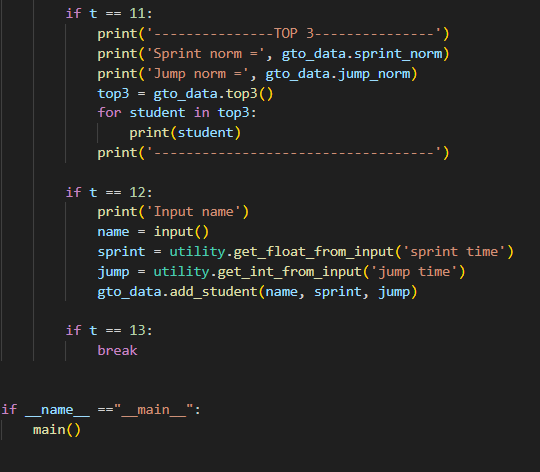 if t == 11:
print('---------------TOP 3---------------')
print('Sprint norm =', gto_data.sprint_norm)
print('Jump norm =', gto_data.jump_norm)
top3 = gto_data.top3()
for student in top3:
print(student)
print('-----------------------------------')
if t == 12:
print('Input name')
name = input()
sprint = utility.get_float_from_input('sprint time')
jump = utility.get_int_from_input('jump time')
gto_data.add_student(name, sprint, jump)
if t == 13:
break
if __name__ =="__main__":
main()